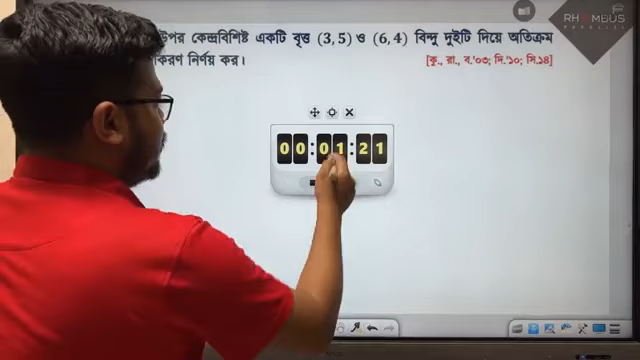 উপর কেন্দ্রবিশিষ্ট একটি বৃত্ত (3, 5) ও (6, 4) বিন্দু দুইটি দিয়ে অতিক্রম
করণ নির্ণয় কর। [কু., রা., ব.'০৩; দি.'১০; সি.১৪]
RHOMBUS
PARALLEL
00:01:21